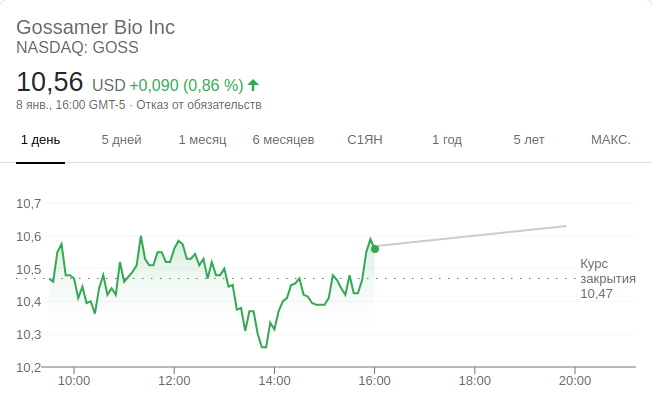 Gossamer Bio Inc
NASDAQ: GOSS
10,56 USD +0,090 (0,86 %)
8 янв., 16:00 GMT-5 · Отказ от обязательств
1 день 5 дней 1 месяц 6 месяцев С1ЯН 1 год 5 лет МАКС.
10,7
10,6
10,5
10,4
10,3
10,2
Курс
закрытия
10,47
10:00 12:00 14:00 16:00 18:00 20:00